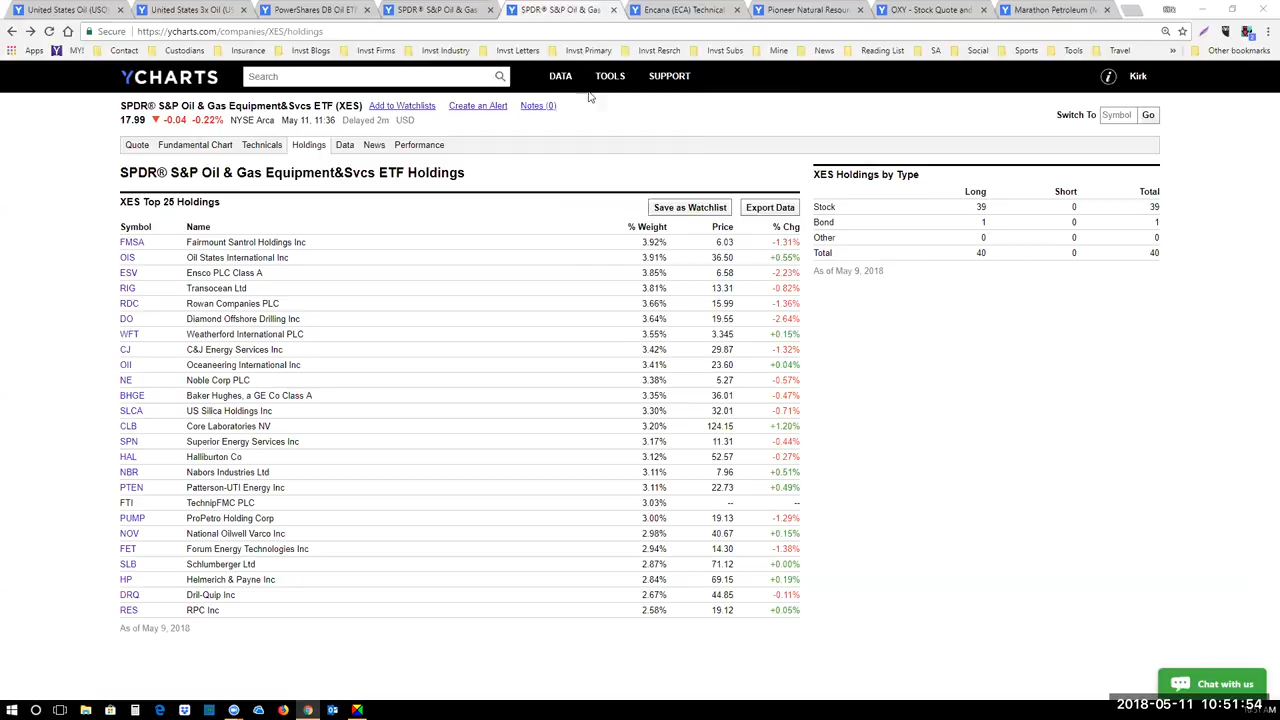 United States Oil (USO)
United States 3x Oil (US
PowerShares DB Oil ETF
SPDR® S&P Oil & Gas
SPDR® S&P Oil & Gas
Encana (ECA) Technical
Pioneer Natural Resour
OXY - Stock Quote and
Marathon Petroleum (M
Secure
https://ycharts.com/companies/XES/holdings
Apps MY! Contact Custodians Insurance Invst Blogs Invst Firms Invst Industry Invst Letters Invst Primary Invst Resrch Invst Subs Mine News Reading List SA Social Sports Tools Travel » Other bookmarks
YCHARTS Search DATA TOOLS SUPPORT Kirk
SPDR® S&P Oil & Gas Equipment&Svcs ETF (XES) Add to Watchlists Create an Alert Notes (0)
17.99 ▼ -0.04 -0.22% NYSE Arca May 11, 11:36 Delayed 2m USD
Switch To Symbol Go
Quote Fundamental Chart Technicals Holdings Data News Performance
SPDR® S&P Oil & Gas Equipment&Svcs ETF Holdings
XES Top 25 Holdings Save as Watchlist Export Data
Symbol Name % Weight Price % Chg
FMSA Fairmount Santrol Holdings Inc 3.92% 6.03 -1.31%
OIS Oil States International Inc 3.91% 36.50 +0.55%
ESV Ensco PLC Class A 3.85% 6.58 -2.23%
RIG Transocean Ltd 3.81% 13.31 -0.82%
RDC Rowan Companies PLC 3.66% 15.99 -1.36%
DO Diamond Offshore Drilling Inc 3.64% 19.55 -2.64%
WFT Weatherford International PLC 3.55% 3.345 +0.15%
CJ C&J Energy Services Inc 3.42% 29.87 -1.32%
OII Oceaneering International Inc 3.41% 23.60 +0.04%
NE Noble Corp PLC 3.38% 5.27 -0.57%
BHGE Baker Hughes, a GE Co Class A 3.35% 36.01 -0.47%
SLCA US Silica Holdings Inc 3.30% 32.01 -0.71%
CLB Core Laboratories NV 3.20% 124.15 +1.20%
SPN Superior Energy Services Inc 3.17% 11.31 -0.44%
HAL Halliburton Co 3.12% 52.57 -0.27%
NBR Nabors Industries Ltd 3.11% 7.96 +0.51%
PTEN Patterson-UTI Energy Inc 3.11% 22.73 +0.49%
FTI TechnipFMC PLC 3.03% -- --
PUMP ProPetro Holding Corp 3.00% 19.13 -1.29%
NOV National Oilwell Varco Inc 2.98% 40.67 +0.15%
FET Forum Energy Technologies Inc 2.94% 14.30 -1.38%
SLB Schlumberger Ltd 2.87% 71.12 +0.00%
HP Helmerich & Payne Inc 2.84% 69.15 +0.19%
DRQ Dril-Quip Inc 2.67% 44.85 -0.11%
RES RPC Inc 2.58% 19.12 +0.05%
As of May 9, 2018
XES Holdings by Type
Long Short Total
Stock 39 0 39
Bond 1 0 1
Other 0 0 0
Total 40 0 40
As of May 9, 2018
Chat with us
2018-05-11 10:51:54